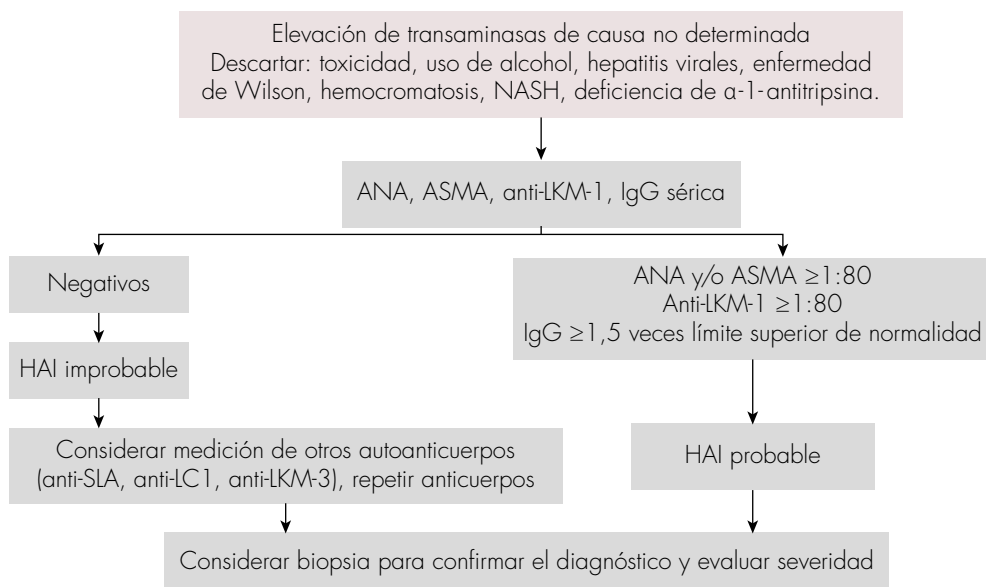 Elevación de transaminasas de causa no determinada
Descartar: toxicidad, uso de alcohol, hepatitis virales, enfermedad
de Wilson, hemocromatosis, NASH, deficiencia de α-1-antitripsina.
ANA, ASMA, anti-LKM-1, IgG sérica
Negativos
HAI improbable
Considerar medición de otros autoanticuerpos
(anti-SLA, anti-LC1, anti-LKM-3), repetir anticuerpos
ANA y/o ASMA ≥1:80
Anti-LKM-1 ≥1:80
IgG ≥1,5 veces límite superior de normalidad
HAI probable
Considerar biopsia para confirmar el diagnóstico y evaluar severidad